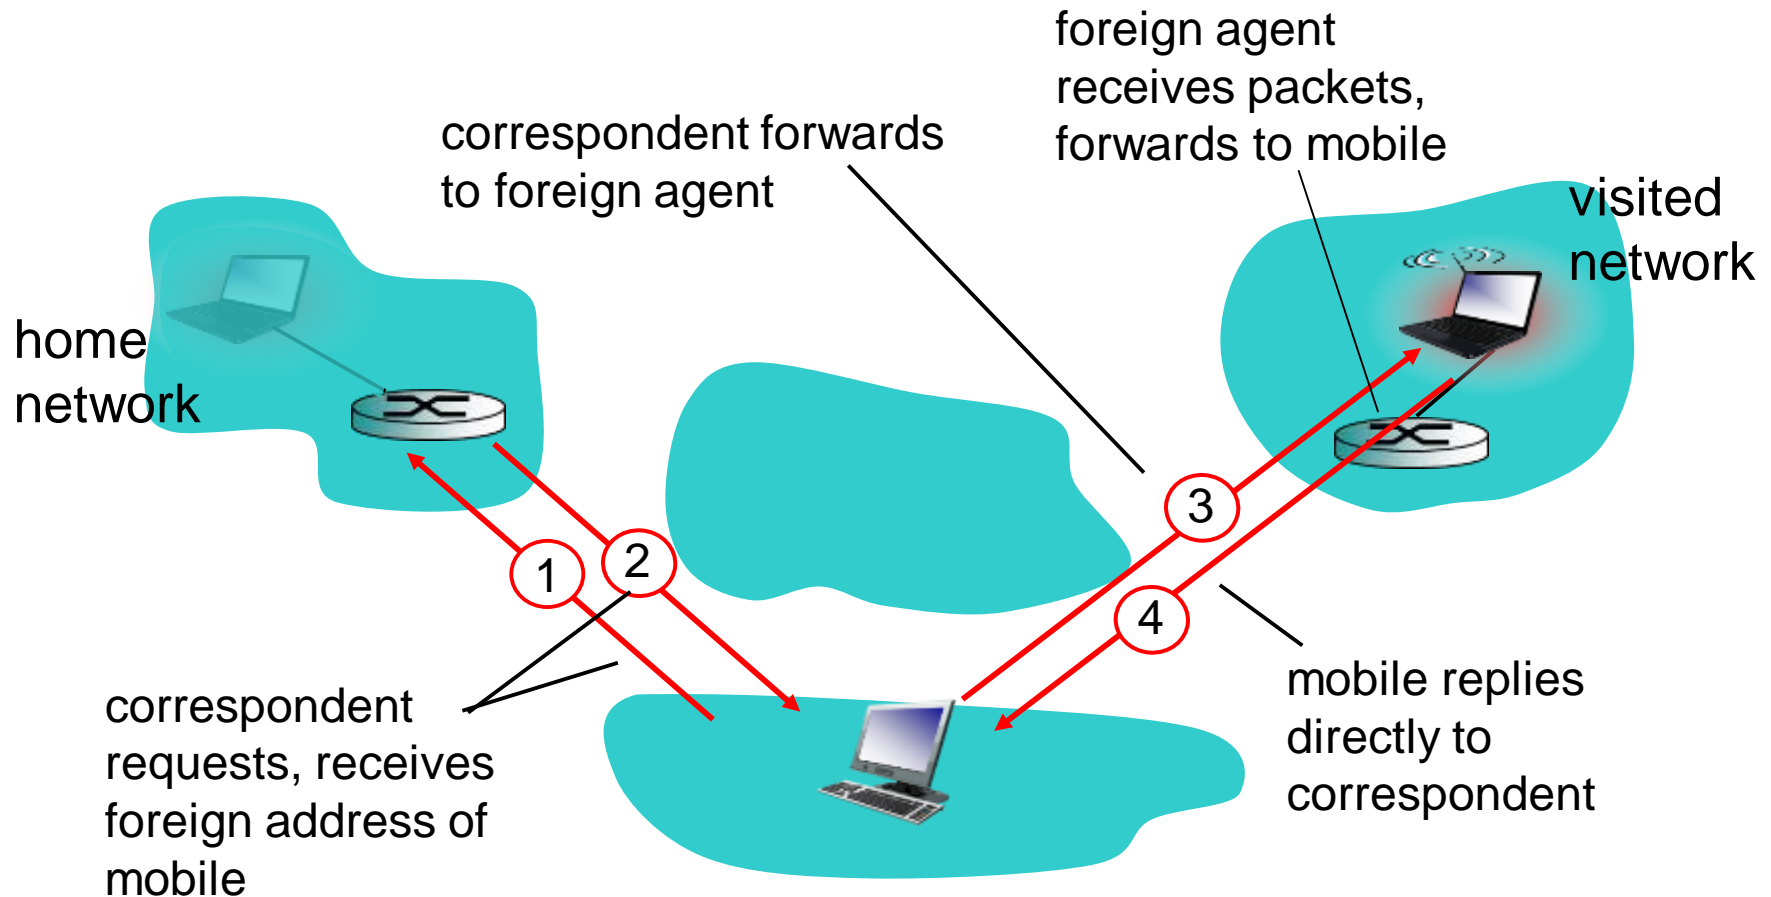 foreign agent
receives packets,
forwards to mobile
correspondent forwards
to foreign agent
visited
network
home
network
3
2
1
4
correspondent
requests, receives
foreign address of
mobile
mobile replies
directly to
correspondent